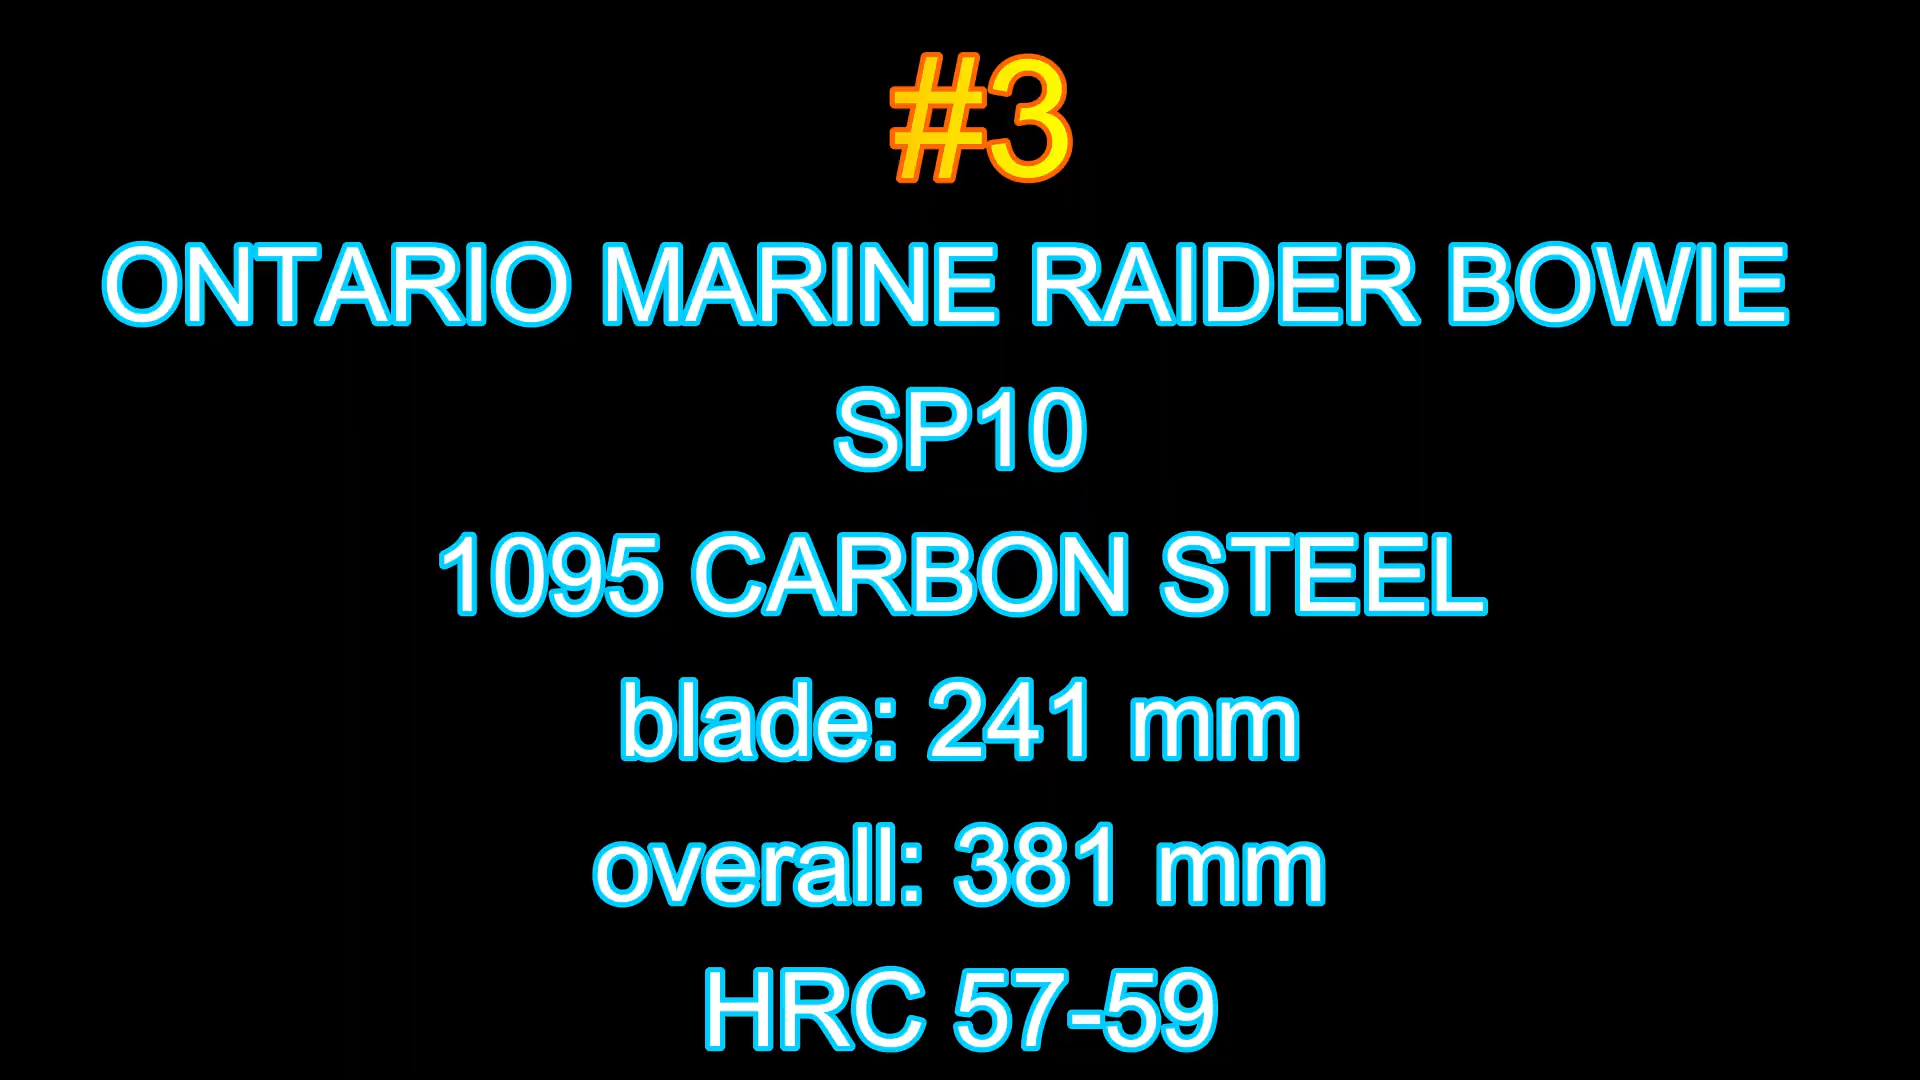 #3
ONTARIO MARINE RAIDER BOWIE
SP10
1095 CARBON STEEL
blade: 241 mm
overall: 381 mm
HRC 57-59